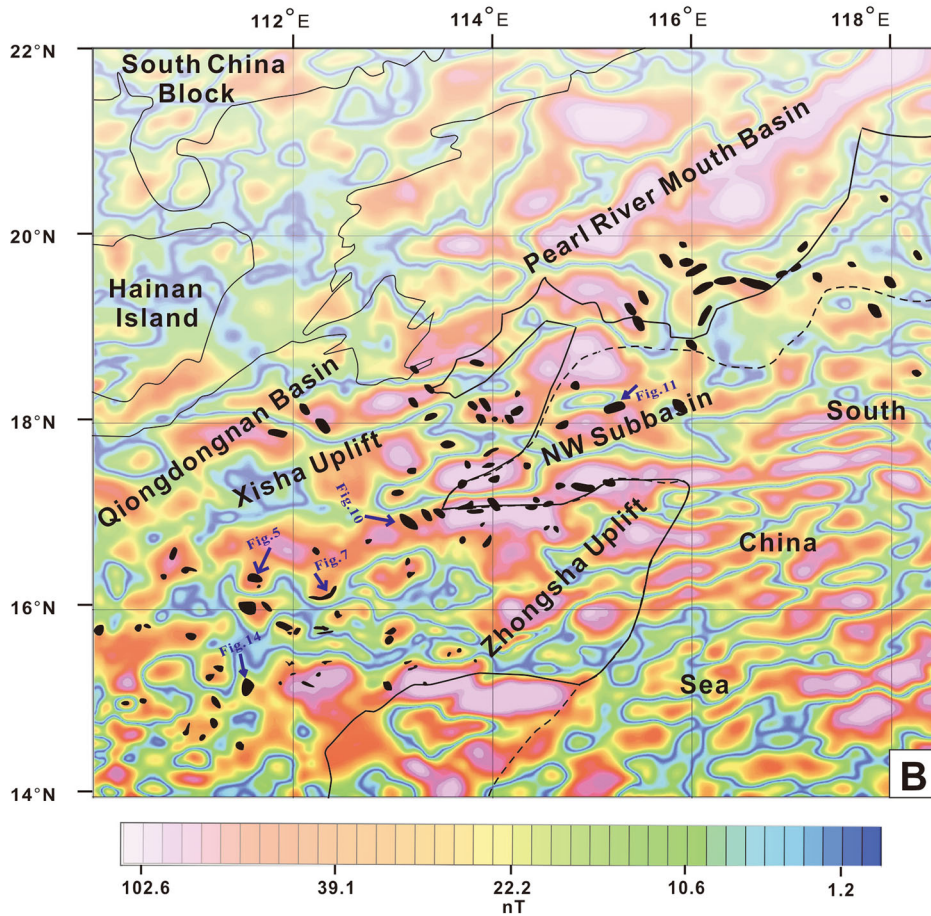 112°E 114°E 116°E 118°E
22°N
South China
Block
Pearl River Mouth Basin
20°N
Hainan
Island
Qiongdongnan Basin
Fig.11
18°N
South
NW Subbasin
Xisha Uplift
Fig.10
Fig.5
Fig.7
China
Zhongsha Uplift
16°N
Fig.14
Sea
14°N
B
102.6 39.1 22.2 10.6 1.2
nT